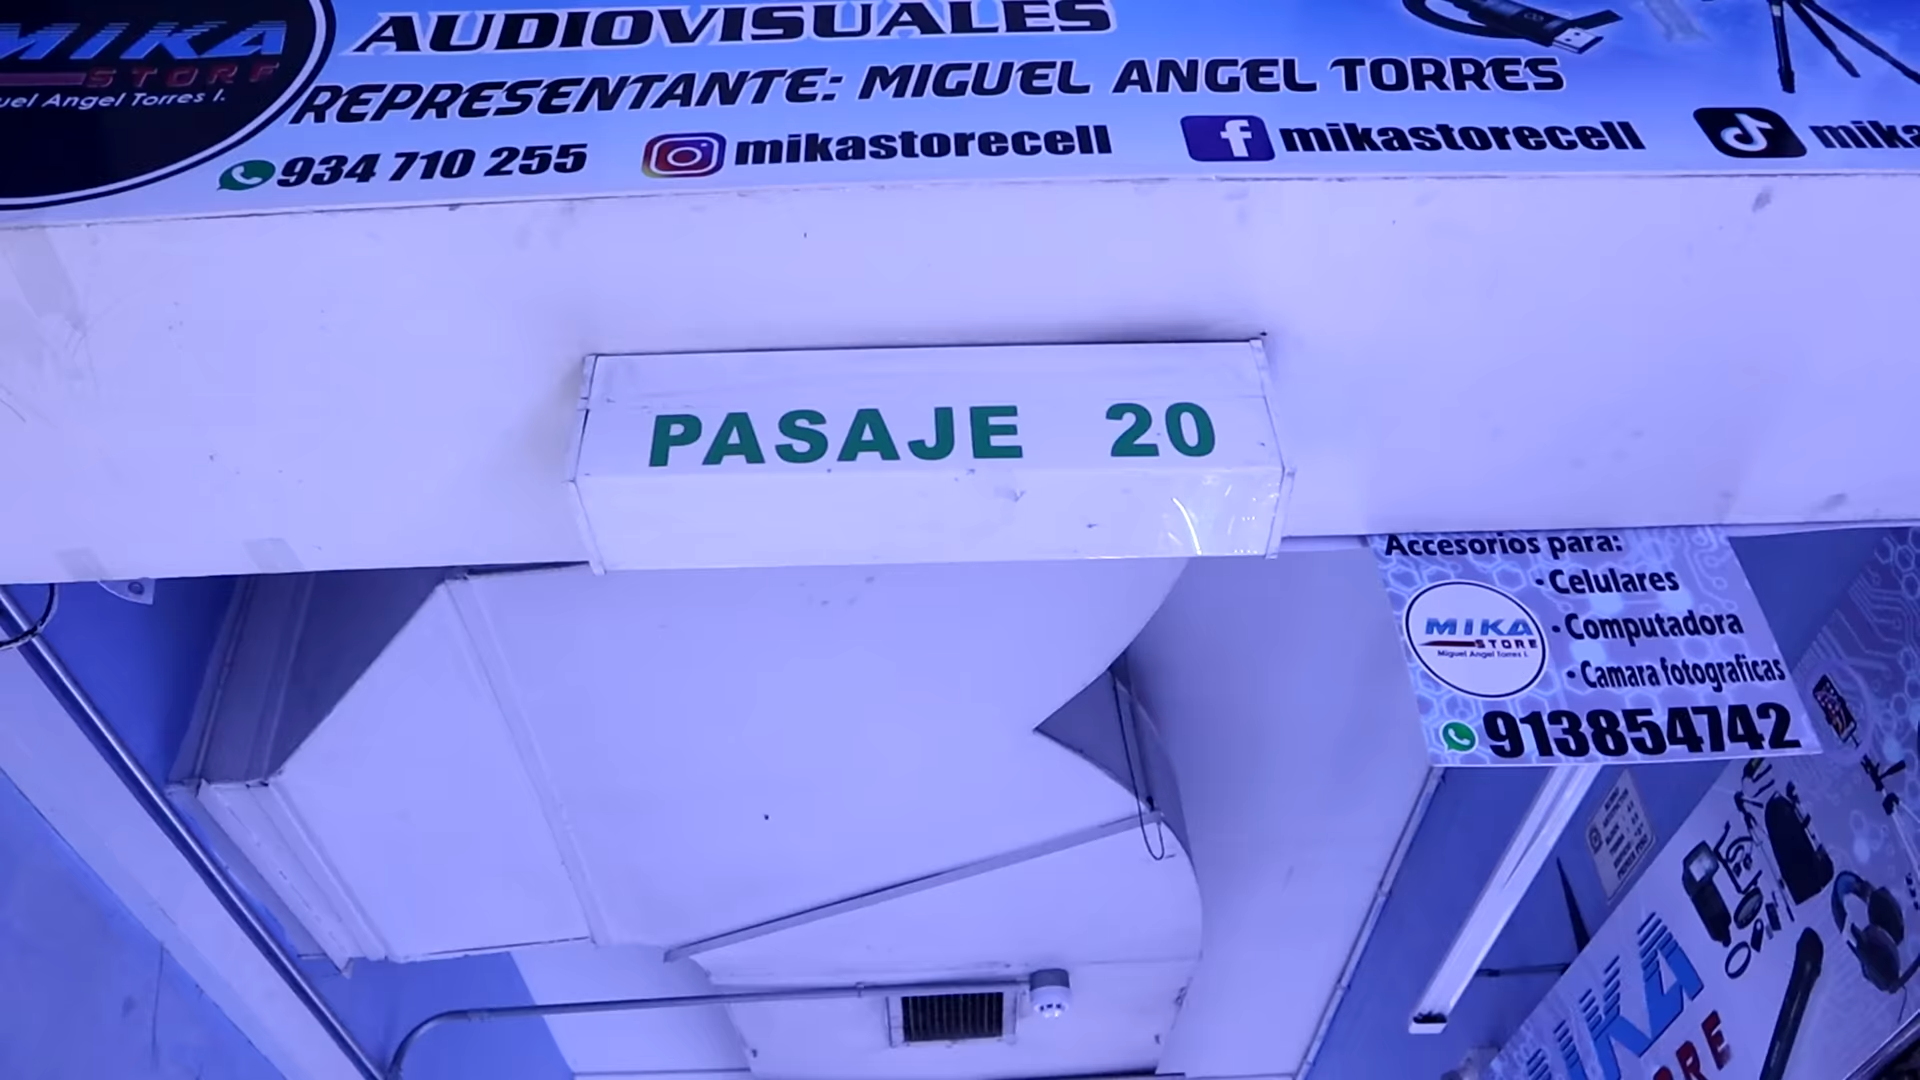 MIKA
STORE
uel Angel Torres I.
AUDIOVISUALES
REPRESENTANTE: MIGUEL ANGEL TORRES
934 710 255
mikastorecell
mikastorecell
mika
PASAJE 20
Accesorios para:
• Celulares
• Computadora
• Camara fotograficas
MIKA
STORE
Miguel Angel Torres I.
913854742
IKA
ORE